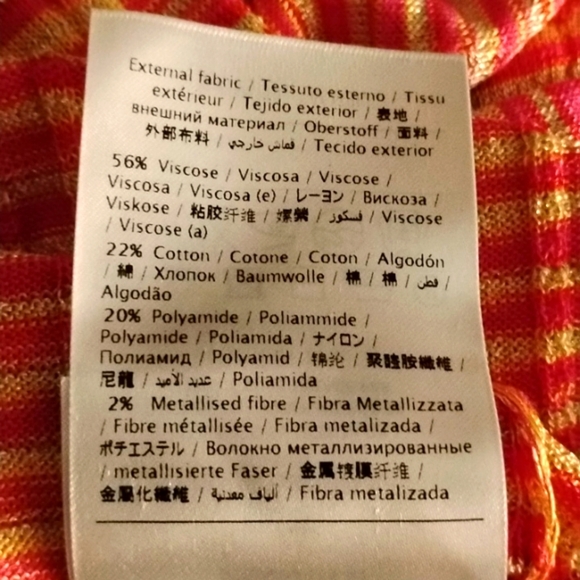 External fabric / Tessuto esterno / Tissu
extérieur / Tejido exterior / 表地 /
внешний материал / Oberstoff / 面料 /
外部布料 / قماش خارجي / Tecido exterior
56% Viscose / Viscosa / Viscose /
Viscosa / Viscosa (e) / レーヨン / Вискоза /
Viskose / 粘胶纤维 / 嫘縈 / فسكوز / Viscose
/ Viscose (a)
22% Cotton / Cotone / Coton / Algodón
/ 綿 / Хлопок / Baumwolle / 棉 / 棉 / قطن /
Algodão
20% Polyamide / Poliammide /
Polyamide / Poliamida / ナイロン /
Полиамид / Polyamid / 锦纶 / 聚醯胺纖維 /
尼龍 / عديد الأميد / Poliamida
2% Metallised fibre / Fibra Metallizzata
/ Fibre métallisée / Fibra metalizada /
ポチエステル / Волокно металлизированные
/ metallisierte Faser / 金属镀膜纤维 /
金屬化纖維 / ألياف معدنية / Fibra metalizada